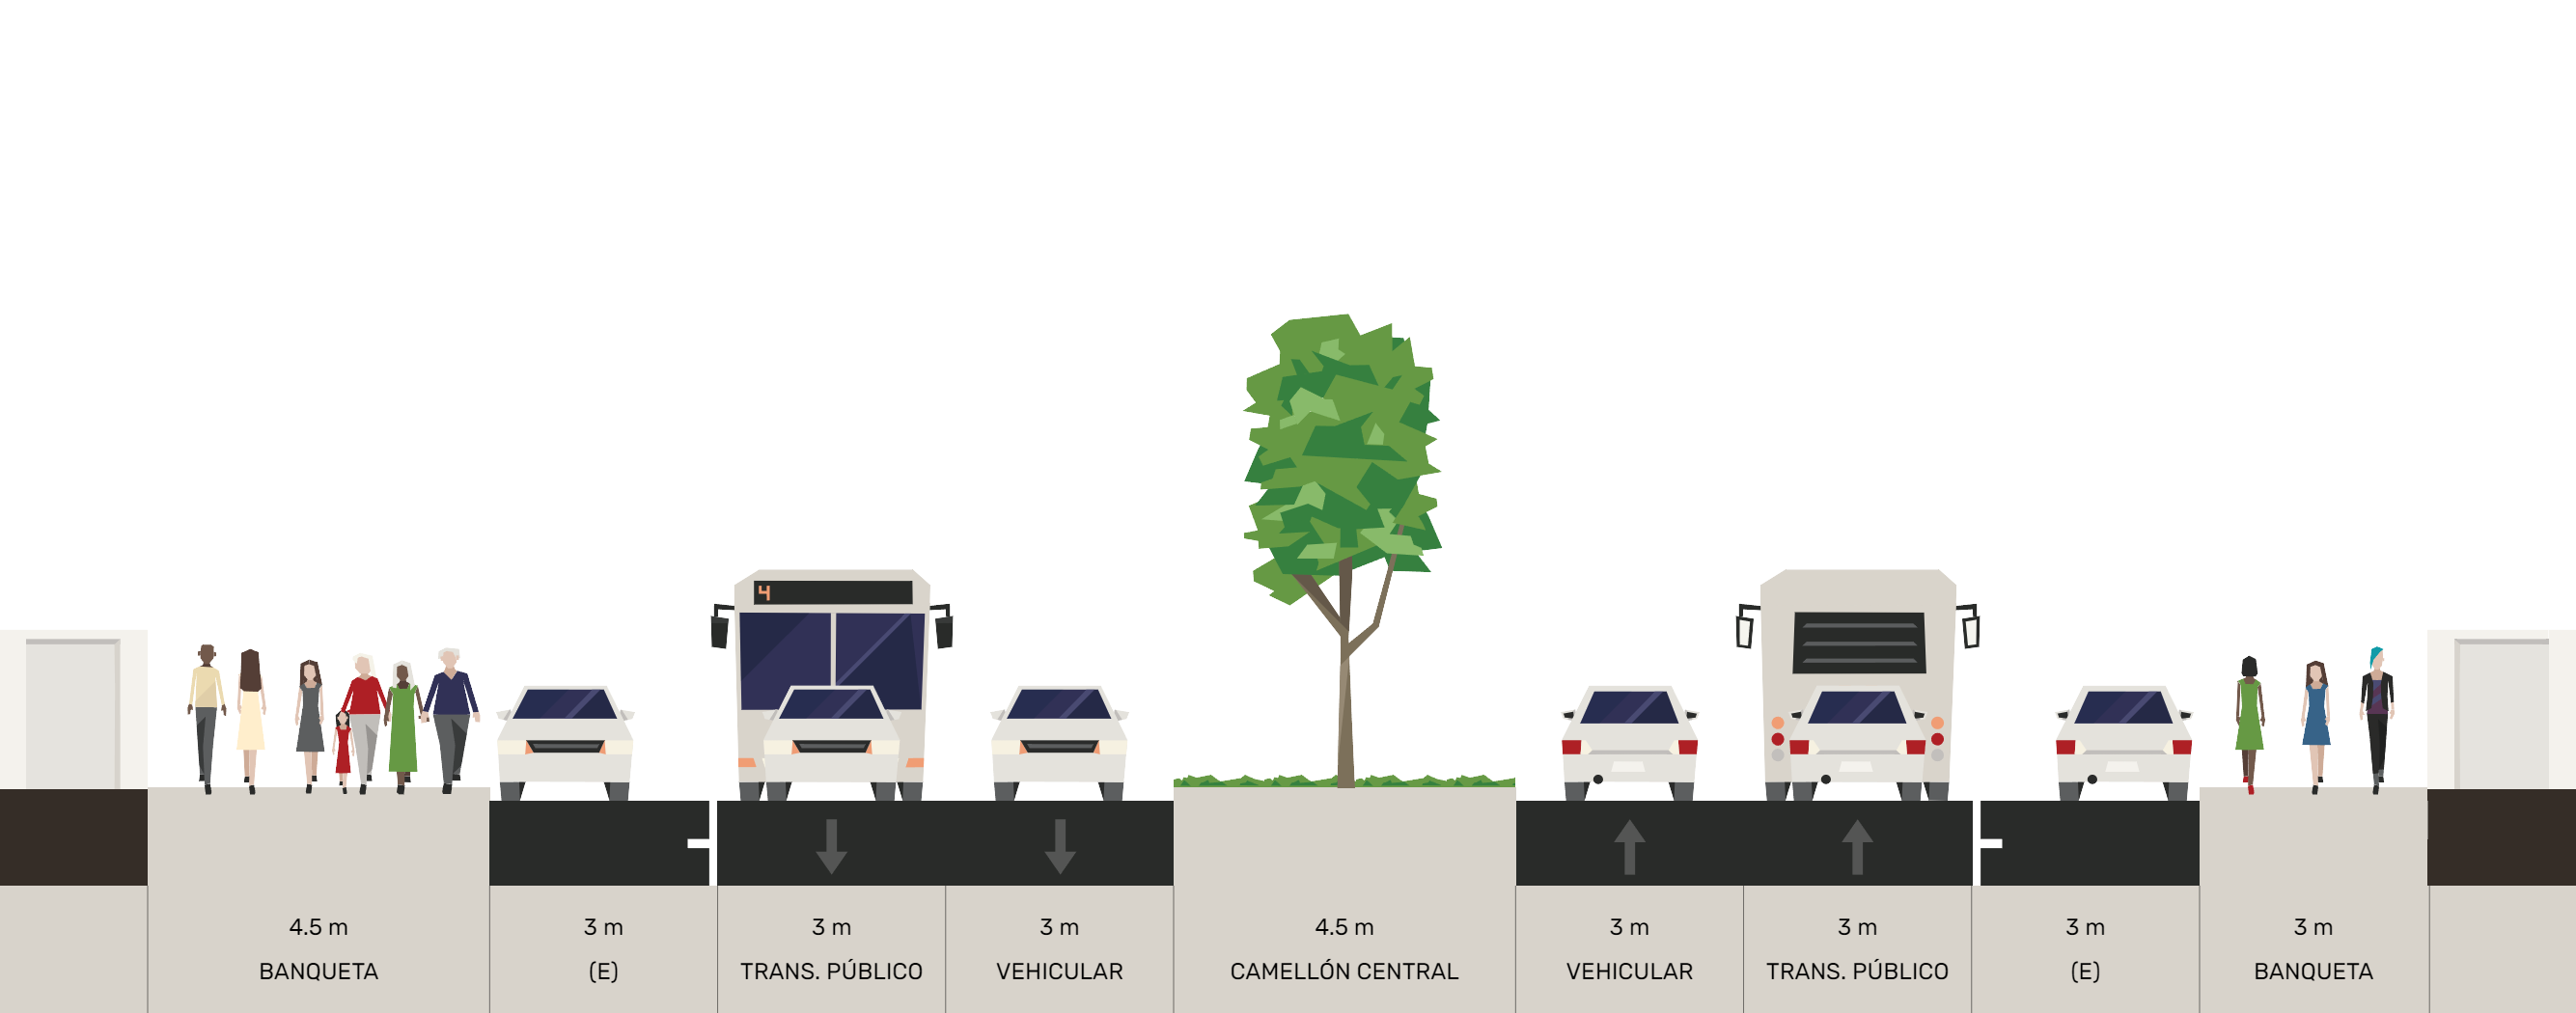 4
4.5 m
BANQUETA
3 m
(E)
3 m
TRANS. PÚBLICO
3 m
VEHICULAR
4.5 m
CAMELLÓN CENTRAL
3 m
VEHICULAR
3 m
TRANS. PÚBLICO
3 m
(E)
3 m
BANQUETA